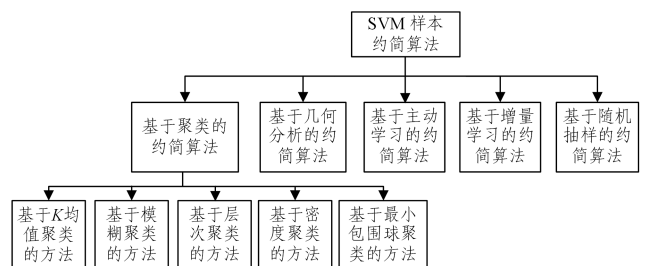 SVM 样本
约简算法
基于聚类的
约简算法
基于几何
分析的约
简算法
基于主动
学习的约
简算法
基于增量
学习的约
简算法
基于随机
抽样的约
简算法
基于K均
值聚类
的方法
基于模
糊聚类
的方法
基于层
次聚类
的方法
基于密
度聚类
的方法
基于最小
包围球聚
类的方法